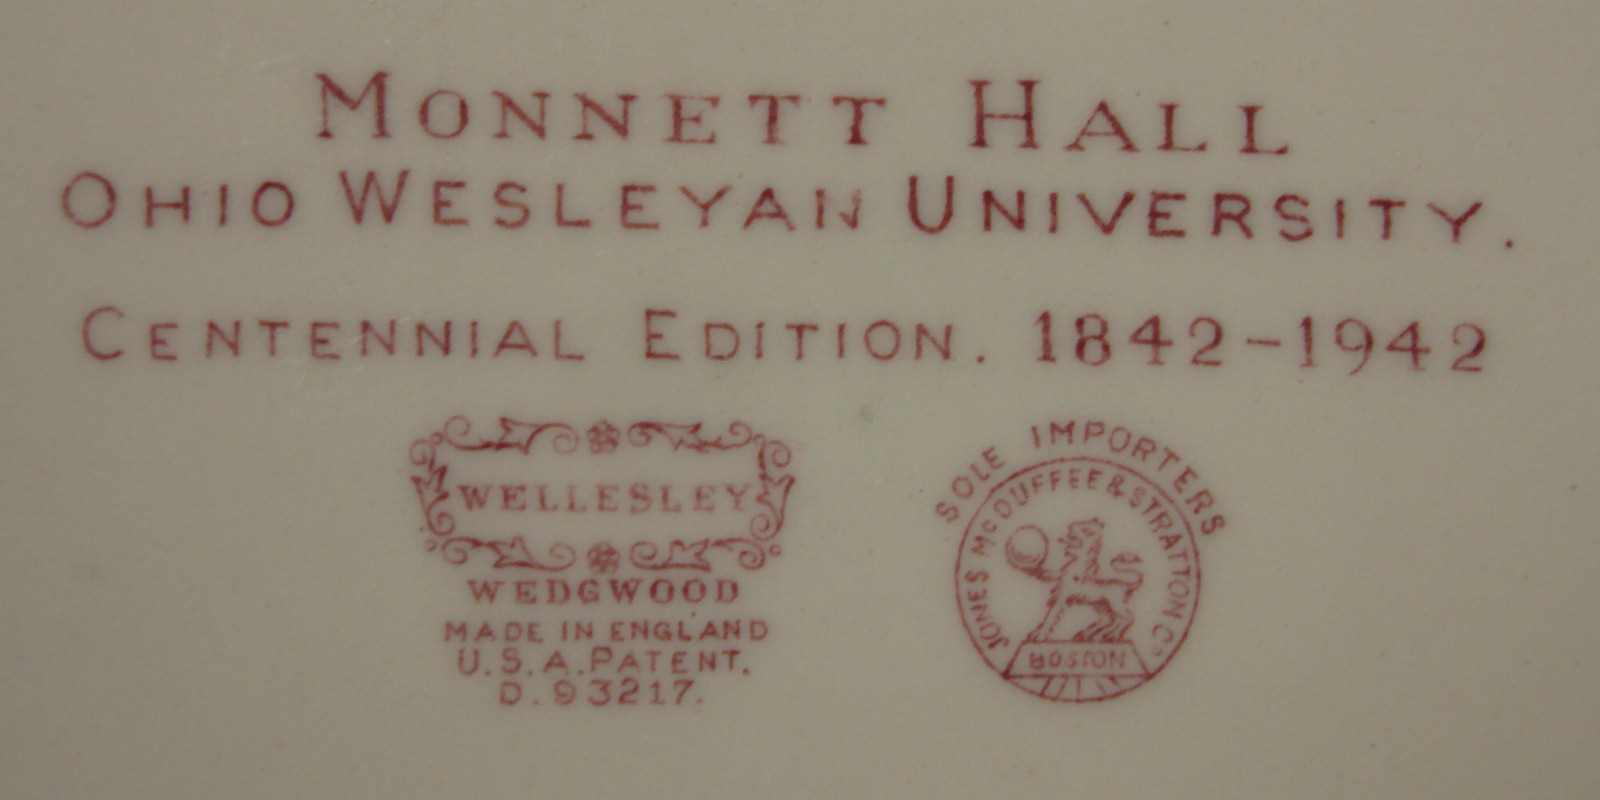 MONNETT HALL
OHIO WESLEYAN UNIVERSITY.
CENTENNIAL EDITION. 1842-1942
WELLESLEY
WEDGWOOD
MADE IN ENGLAND
U.S.A. PATENT.
D. 93217.
SOLE IMPORTERS
JONES McDUFFEE & STRATTON Co
BOSTON